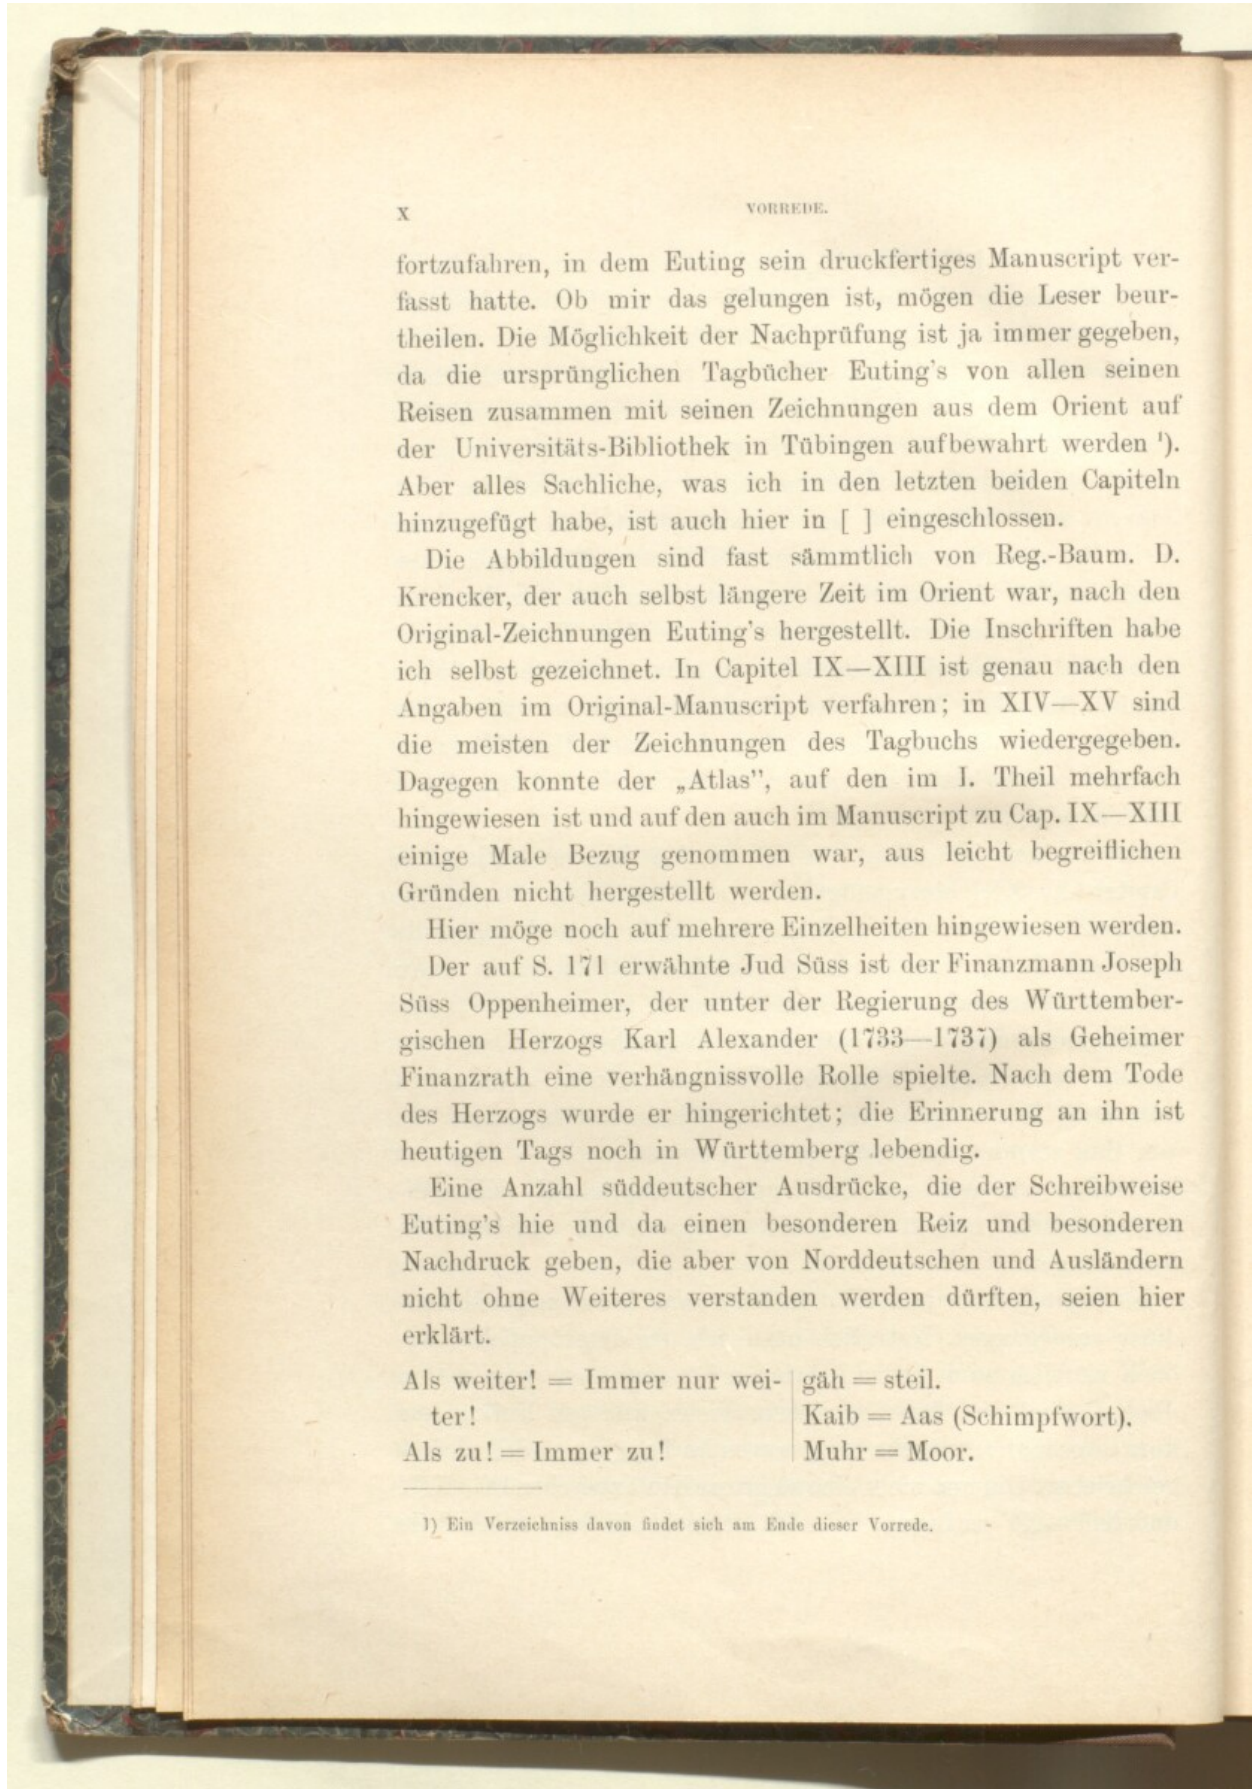 X
VORREDE.
fortzufahren, in dem Euting sein druckfertiges Manuscript ver-
fasst hatte. Ob mir das gelungen ist, mögen die Leser beur-
theilen. Die Möglichkeit der Nachprüfung ist ja immer gegeben,
da die ursprünglichen Tagbücher Euting's von allen seinen
Reisen zusammen mit seinen Zeichnungen aus dem Orient auf
der Universitäts-Bibliothek in Tübingen aufbewahrt werden ¹).
Aber alles Sachliche, was ich in den letzten beiden Capiteln
hinzugefügt habe, ist auch hier in [ ] eingeschlossen.
Die Abbildungen sind fast sämmtlich von Reg.-Baum. D.
Krencker, der auch selbst längere Zeit im Orient war, nach den
Original-Zeichnungen Euting's hergestellt. Die Inschriften habe
ich selbst gezeichnet. In Capitel IX—XIII ist genau nach den
Angaben im Original-Manuscript verfahren; in XIV—XV sind
die meisten der Zeichnungen des Tagbuchs wiedergegeben.
Dagegen konnte der „Atlas”, auf den im I. Theil mehrfach
hingewiesen ist und auf den auch im Manuscript zu Cap. IX—XIII
einige Male Bezug genommen war, aus leicht begreiflichen
Gründen nicht hergestellt werden.
Hier möge noch auf mehrere Einzelheiten hingewiesen werden.
Der auf S. 171 erwähnte Jud Süss ist der Finanzmann Joseph
Süss Oppenheimer, der unter der Regierung des Württember-
gischen Herzogs Karl Alexander (1733—1737) als Geheimer
Finanzrath eine verhängnissvolle Rolle spielte. Nach dem Tode
des Herzogs wurde er hingerichtet; die Erinnerung an ihn ist
heutigen Tags noch in Württemberg lebendig.
Eine Anzahl süddeutscher Ausdrücke, die der Schreibweise
Euting's hie und da einen besonderen Reiz und besonderen
Nachdruck geben, die aber von Norddeutschen und Ausländern
nicht ohne Weiteres verstanden werden dürften, seien hier
erklärt.
Als weiter! = Immer nur wei-
ter!
Als zu! = Immer zu!
gäh = steil.
Kaib = Aas (Schimpfwort).
Muhr = Moor.
1) Ein Verzeichniss davon findet sich am Ende dieser Vorrede.